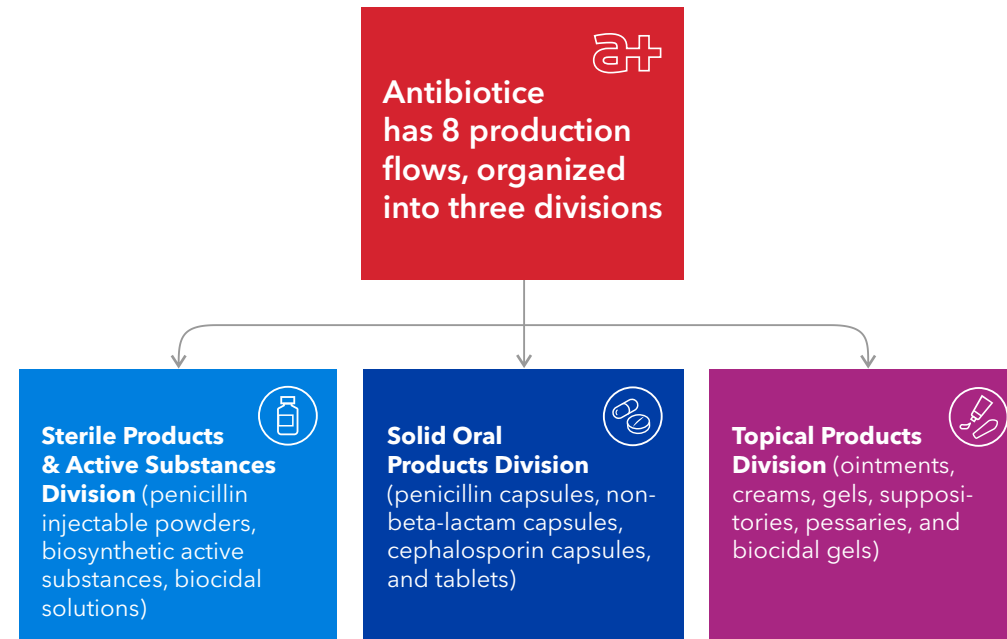 a+
Antibiotice
has 8 production
flows, organized
into three divisions
Sterile Products
& Active Substances
Division (penicillin
injectable powders,
biosynthetic active
substances, biocidal
solutions)
Solid Oral
Products Division
(penicillin capsules, non-
beta-lactam capsules,
cephalosporin capsules,
and tablets)
Topical Products
Division (ointments,
creams, gels, supposi-
tories, pessaries, and
biocidal gels)